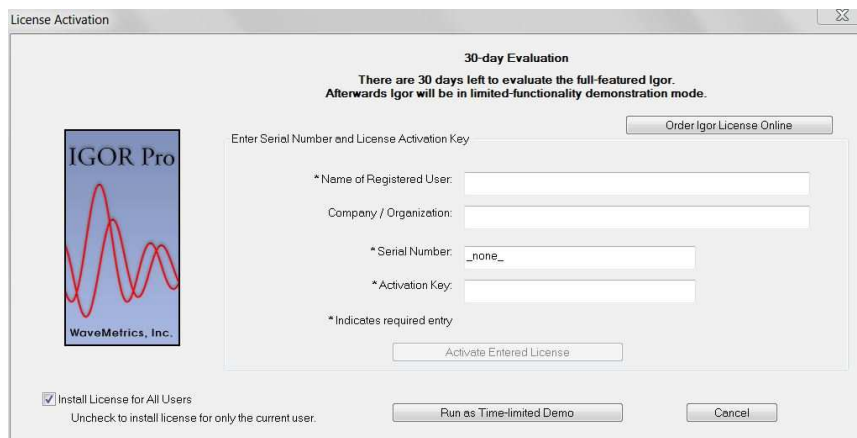 License Activation
30-day Evaluation
There are 30 days left to evaluate the full-featured Igor.
Afterwards Igor will be in limited-functionality demonstration mode.
Order Igor License Online
Enter Serial Number and License Activation Key
IGOR Pro
* Name of Registered User:
Company / Organization:
* Serial Number:
_none_
* Activation Key:
* Indicates required entry
WaveMetrics, Inc.
Activate Entered License
Install License for All Users
Uncheck to install license for only the current user.
Run as Time-limited Demo
Cancel